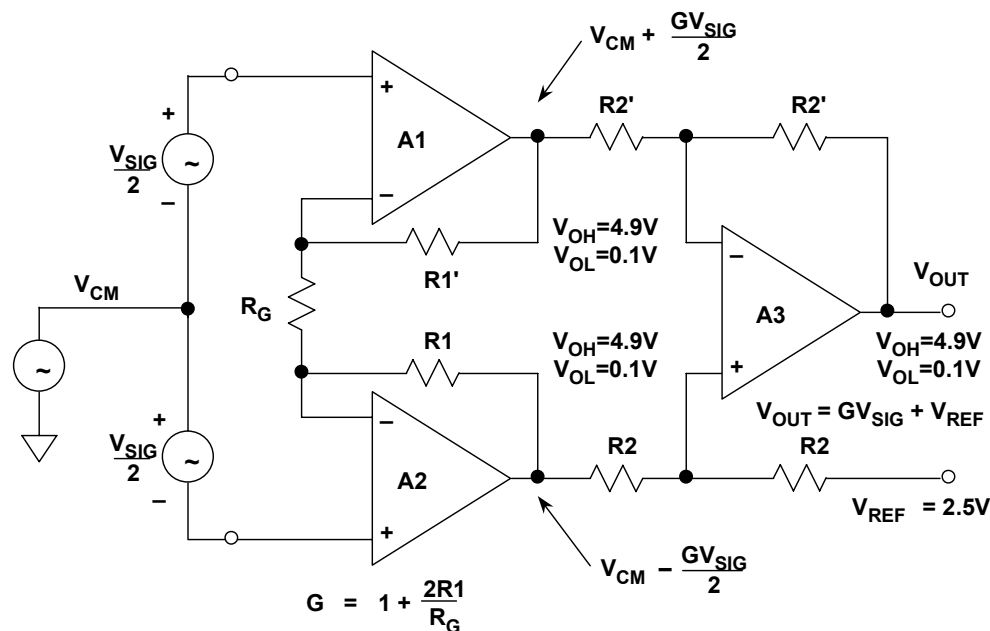 V_CM + GV_SIG/2
R2'
R2'
+
A1
−
+
V_SIG/2
~
−
V_OH=4.9V
V_OL=0.1V
R1'
V_CM
R_G
~
−
A3
+
V_OUT
V_OH=4.9V
V_OL=0.1V
R1
V_OH=4.9V
V_OL=0.1V
V_OUT = GV_SIG + V_REF
+
V_SIG/2
~
−
−
A2
+
R2
R2
V_REF = 2.5V
V_CM − GV_SIG/2
G = 1 + 2R1/R_G